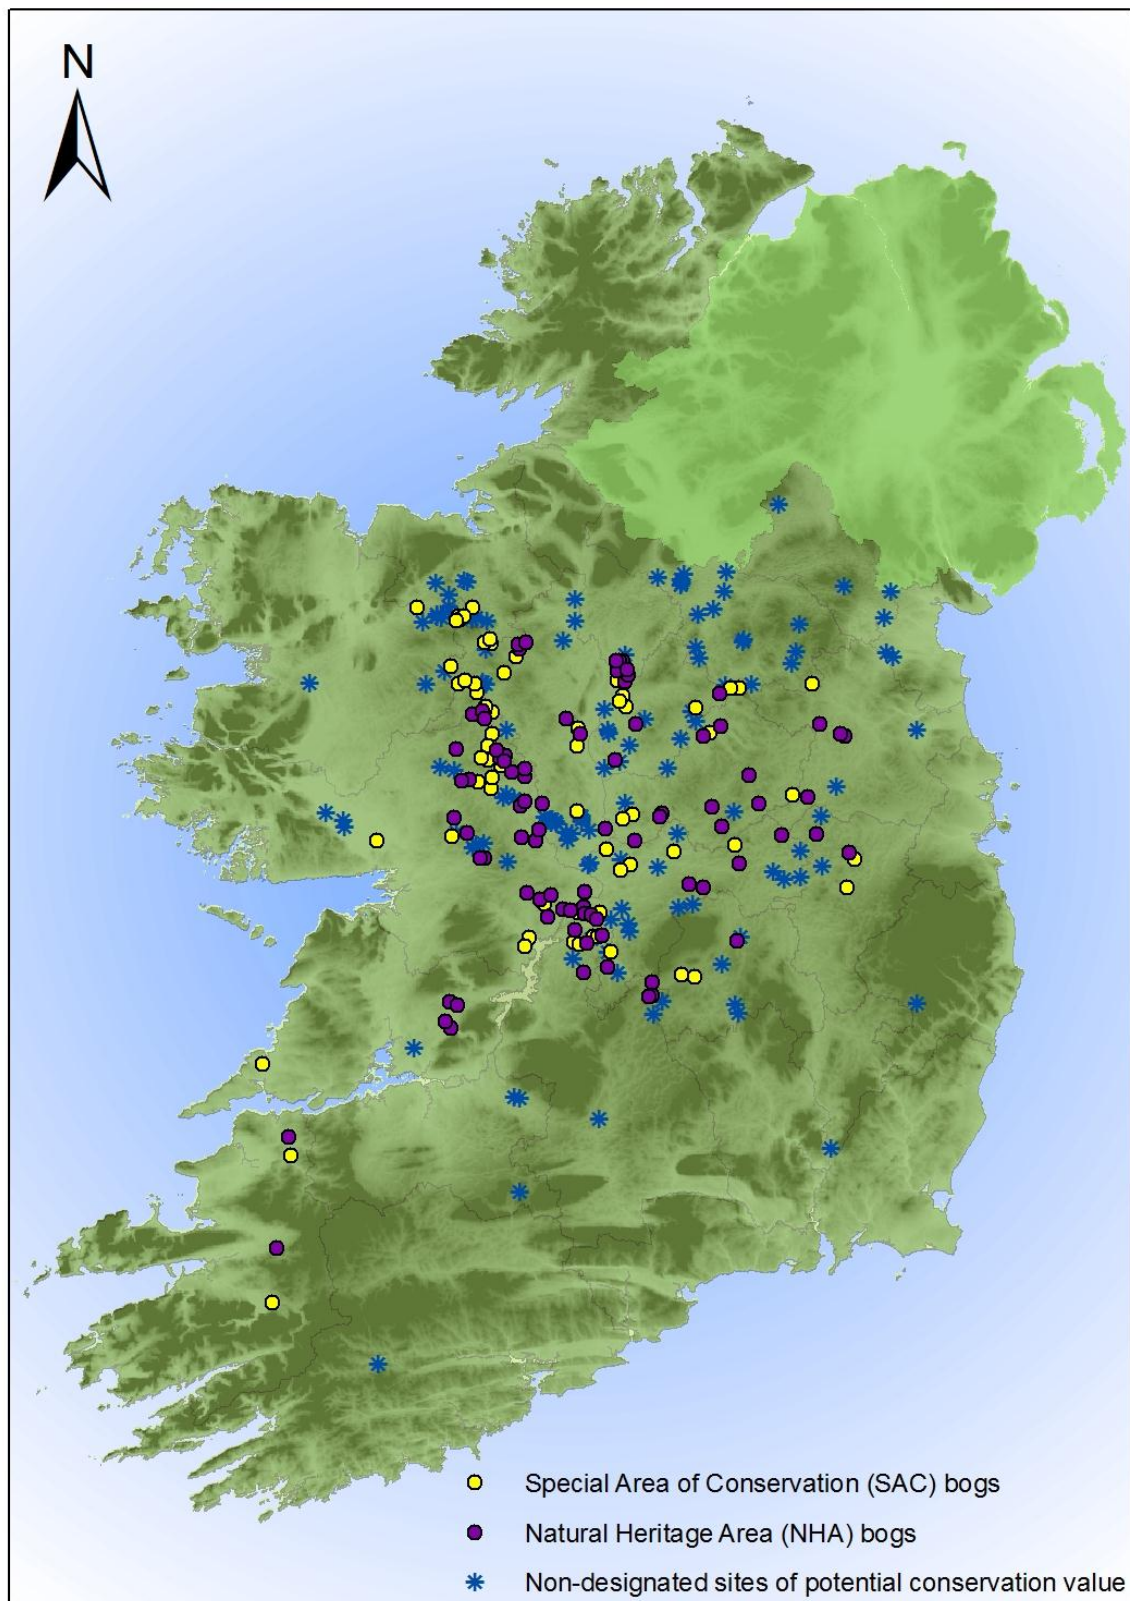 N
Special Area of Conservation (SAC) bogs
Natural Heritage Area (NHA) bogs
Non-designated sites of potential conservation value